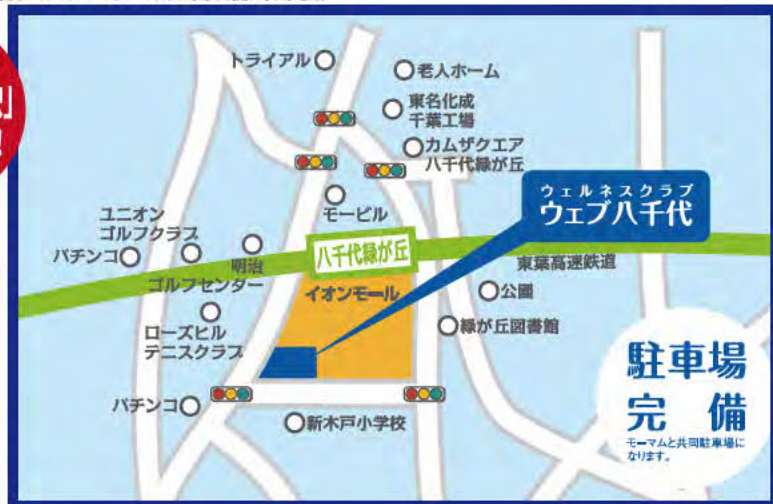 トライアル
老人ホーム
東名化成
千葉工場
カムザクエア
八千代緑が丘
モービル
ウェルネスクラブ
ウェブ八千代
ユニオン
ゴルフクラブ
パチンコ
明治
ゴルフセンター
八千代緑が丘
東葉高速鉄道
イオンモール
公園
緑が丘図書館
ローズヒル
テニスクラブ
パチンコ
新木戸小学校
駐車場
完備
モーマムと共同駐車場に
なります。